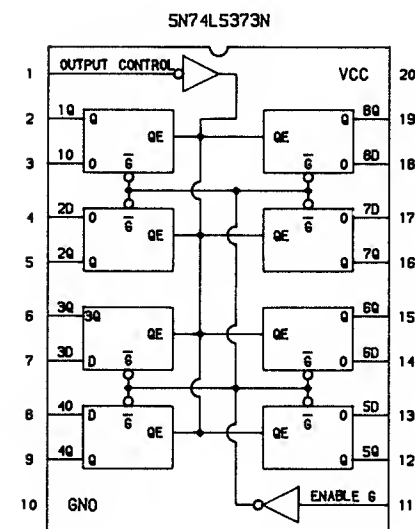 SN74LS373N
1 OUTPUT CONTROL VCC 20
2 1Q Q QE QE Q 8Q 19
3 1D D G G D 8D 18
4 2D D G G D 7D 17
5 2Q Q QE QE Q 7Q 16
6 3Q 3Q QE QE Q 6Q 15
7 3D D G G D 6D 14
8 4D D G G D 5D 13
9 4Q Q QE QE Q 5Q 12
10 GND ENABLE G 11